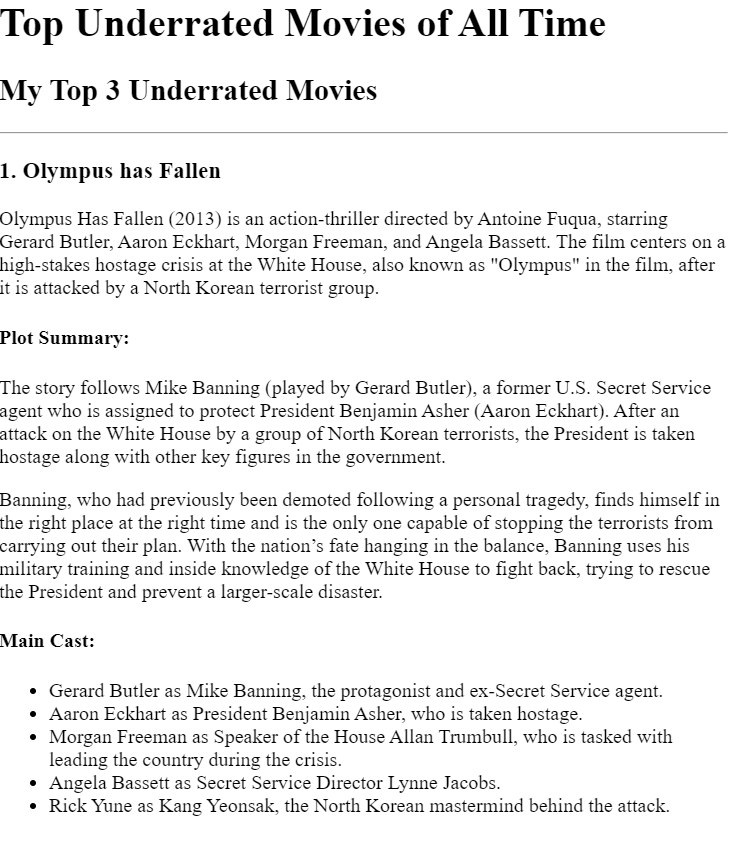 Top Underrated Movies of All Time
My Top 3 Underrated Movies
1. Olympus has Fallen
Olympus Has Fallen (2013) is an action-thriller directed by Antoine Fuqua, starring
Gerard Butler, Aaron Eckhart, Morgan Freeman, and Angela Bassett. The film centers on a
high-stakes hostage crisis at the White House, also known as "Olympus" in the film, after
it is attacked by a North Korean terrorist group.
Plot Summary:
The story follows Mike Banning (played by Gerard Butler), a former U.S. Secret Service
agent who is assigned to protect President Benjamin Asher (Aaron Eckhart). After an
attack on the White House by a group of North Korean terrorists, the President is taken
hostage along with other key figures in the government.
Banning, who had previously been demoted following a personal tragedy, finds himself in
the right place at the right time and is the only one capable of stopping the terrorists from
carrying out their plan. With the nation’s fate hanging in the balance, Banning uses his
military training and inside knowledge of the White House to fight back, trying to rescue
the President and prevent a larger-scale disaster.
Main Cast:
• Gerard Butler as Mike Banning, the protagonist and ex-Secret Service agent.
• Aaron Eckhart as President Benjamin Asher, who is taken hostage.
• Morgan Freeman as Speaker of the House Allan Trumbull, who is tasked with
leading the country during the crisis.
• Angela Bassett as Secret Service Director Lynne Jacobs.
• Rick Yune as Kang Yeonsak, the North Korean mastermind behind the attack.